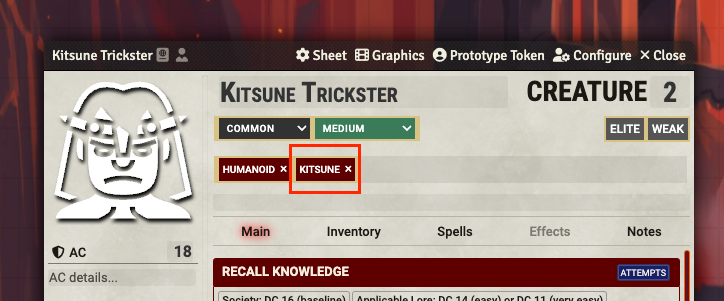 Kitsune Trickster Sheet Graphics Prototype Token Configure Close
Kitsune Trickster CREATURE 2
COMMON MEDIUM ELITE WEAK
HUMANOID × KITSUNE ×
Main Inventory Spells Effects Notes
AC 18
AC details...
RECALL KNOWLEDGE ATTEMPTS
Society: DC 16 (baseline) Applicable Lore: DC 14 (easy) or DC 11 (very easy)